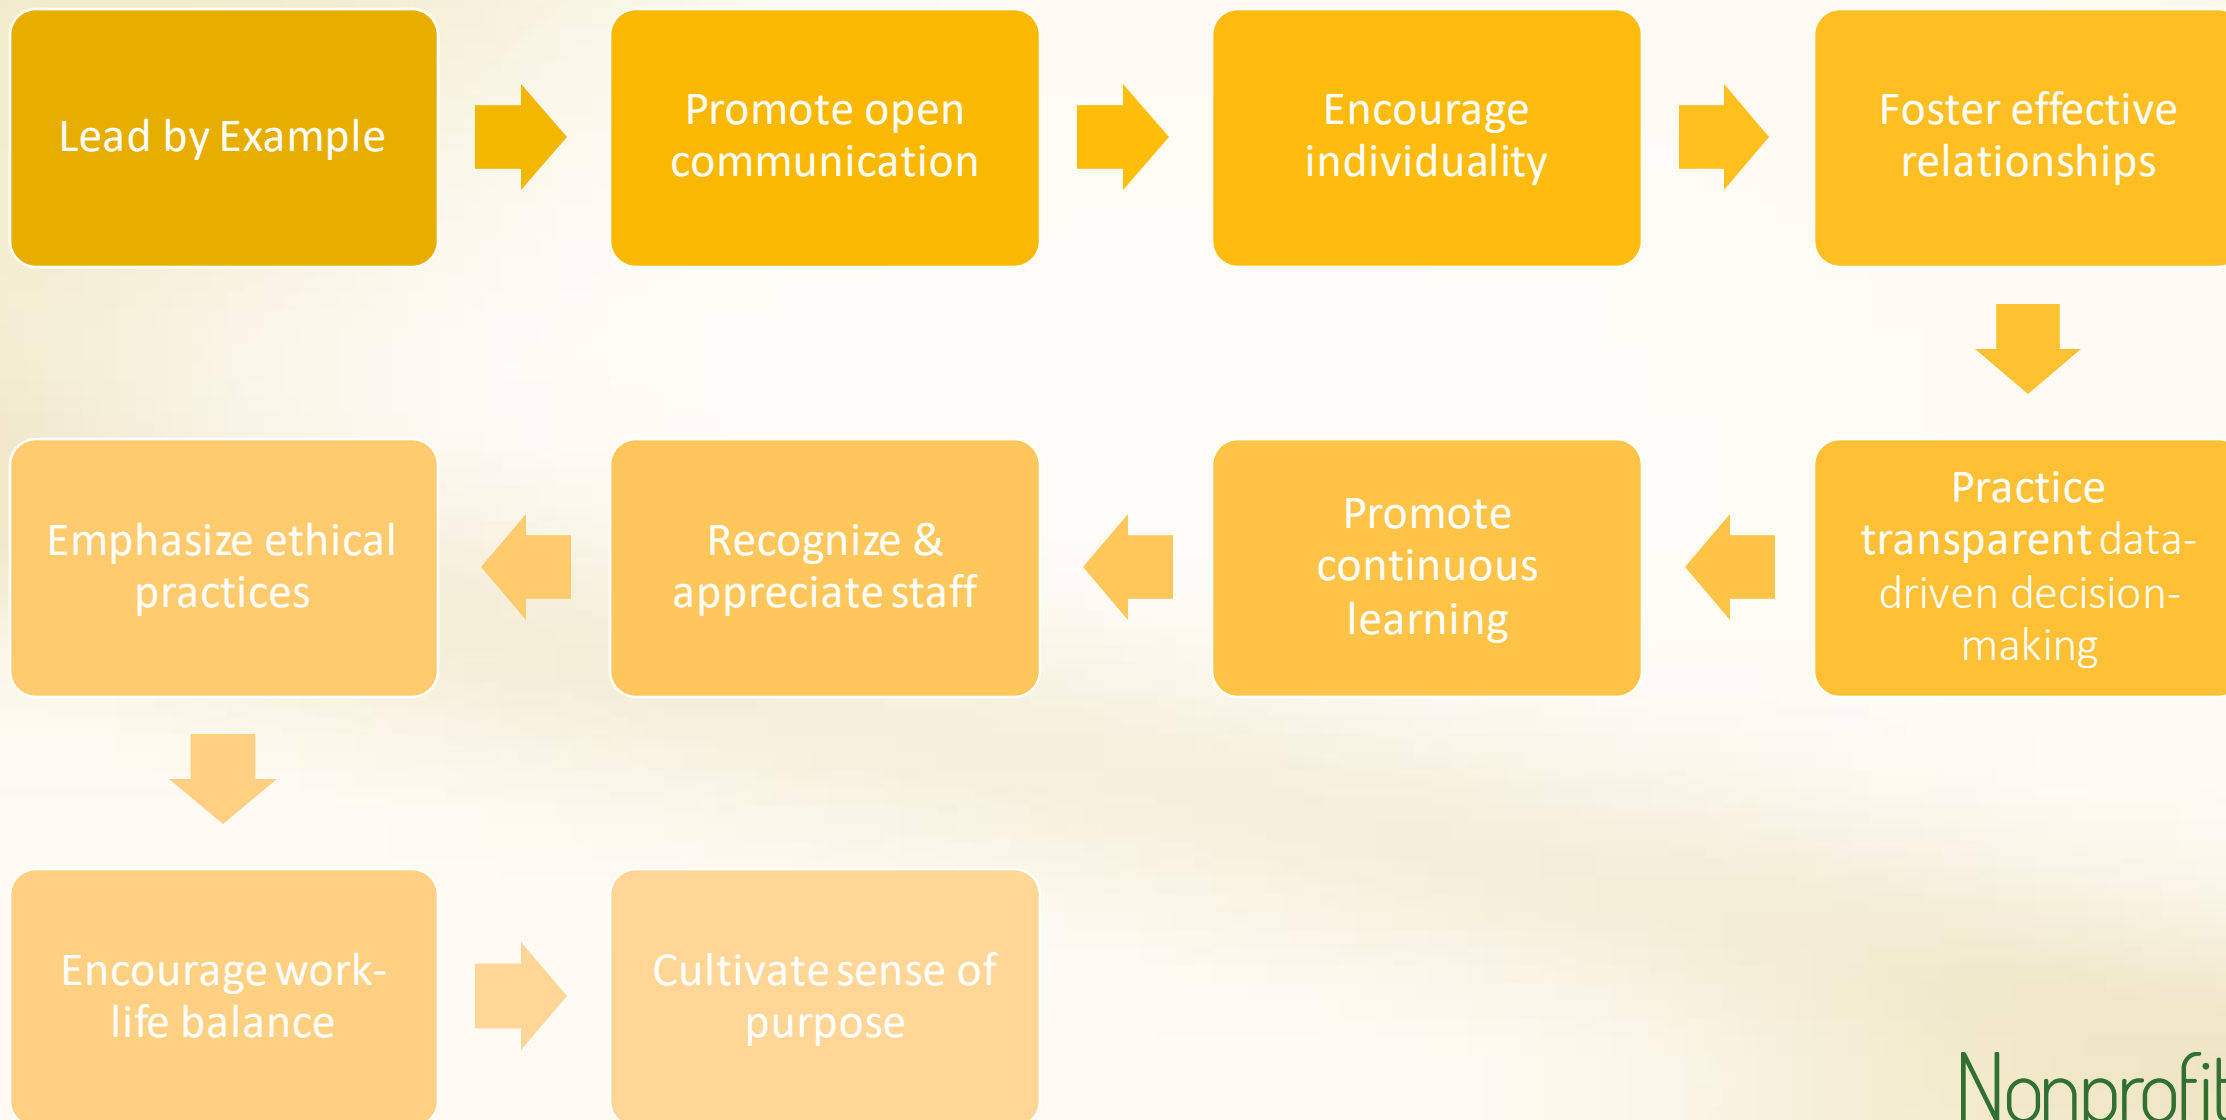 Lead by Example
Promote open
communication
Encourage
individuality
Foster effective
relationships
Practice
transparent data-
driven decision-
making
Promote
continuous
learning
Recognize &
appreciate staff
Emphasize ethical
practices
Encourage work-
life balance
Cultivate sense of
purpose
Nonprofit